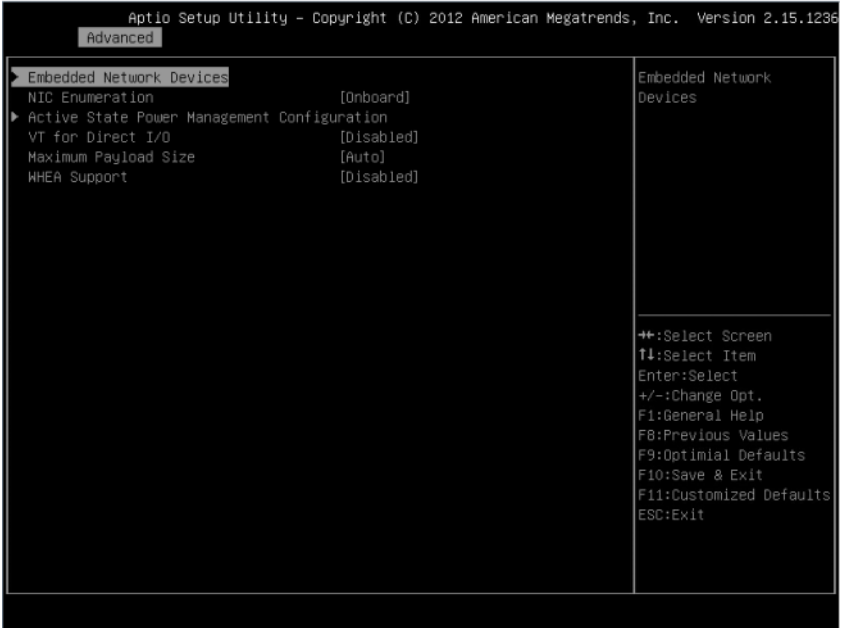 Aptio Setup Utility – Copyright (C) 2012 American Megatrends, Inc. Version 2.15.1236
Advanced
Embedded Network Devices
NIC Enumeration [Onboard]
Active State Power Management Configuration
VT for Direct I/O [Disabled]
Maximum Payload Size [Auto]
WHEA Support [Disabled]
Embedded Network
Devices
→←:Select Screen
↑↓:Select Item
Enter:Select
+/-:Change Opt.
F1:General Help
F8:Previous Values
F9:Optimial Defaults
F10:Save & Exit
F11:Customized Defaults
ESC:Exit